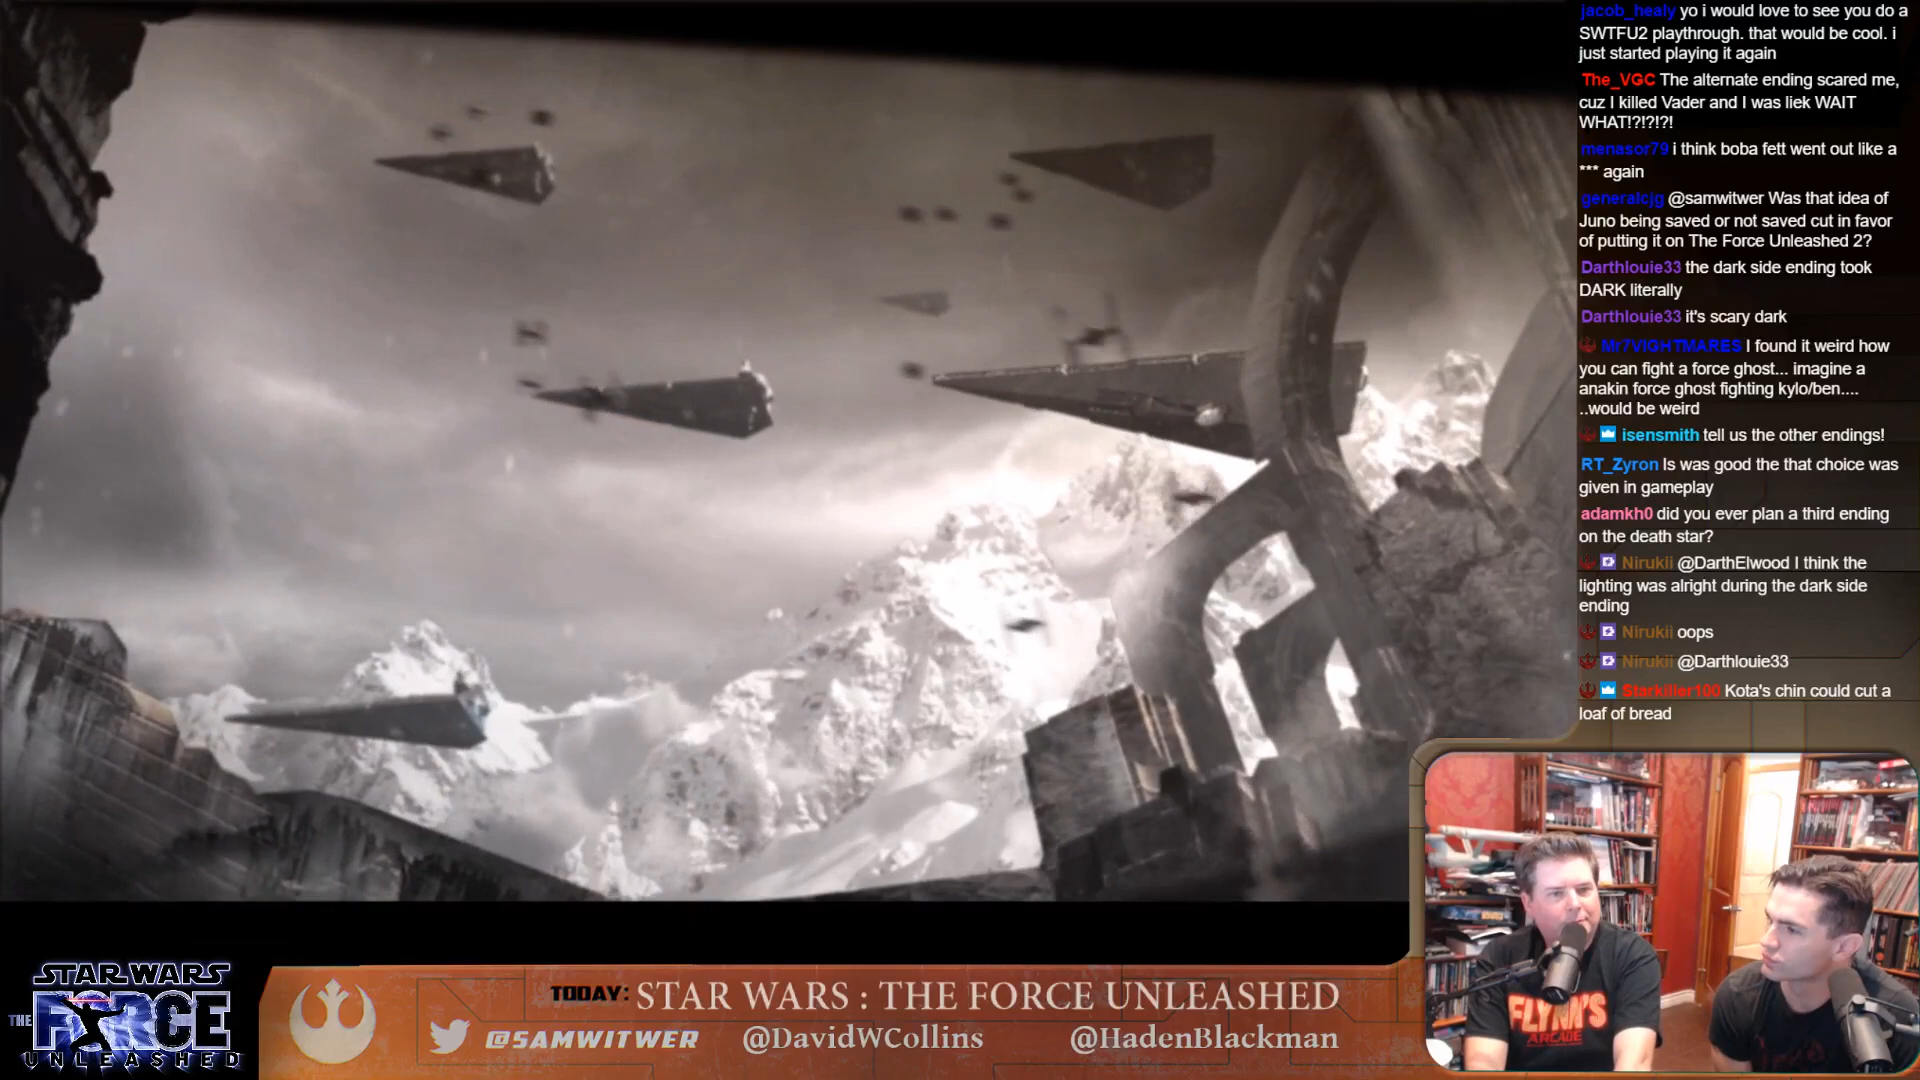 jacob_healy yo i would love to see you do a
SWTFU2 playthrough. that would be cool. i
just started playing it again
The_VGC The alternate ending scared me,
cuz I killed Vader and I was liek WAIT
WHAT!?!?!?!
menasor79 i think boba fett went out like a
*** again
generalcjg @samwitwer Was that idea of
Juno being saved or not saved cut in favor
of putting it on The Force Unleashed 2?
Darthlouie33 the dark side ending took
DARK literally
Darthlouie33 it's scary dark
Mr7VIGHTMARES I found it weird how
you can fight a force ghost... imagine a
anakin force ghost fighting kylo/ben....
..would be weird
isensmith tell us the other endings!
RT_Zyron Is was good the that choice was
given in gameplay
adamkh0 did you ever plan a third ending
on the death star?
Nirukii @DarthElwood I think the
lighting was alright during the dark side
ending
Nirukii oops
Nirukii @Darthlouie33
Starkiller100 Kota's chin could cut a
loaf of bread
FLYNN'S
ARCADE
STAR WARS
THE FORCE
UNLEASHED
TODAY: STAR WARS : THE FORCE UNLEASHED
@SAMWITWER @DavidWCollins @HadenBlackman